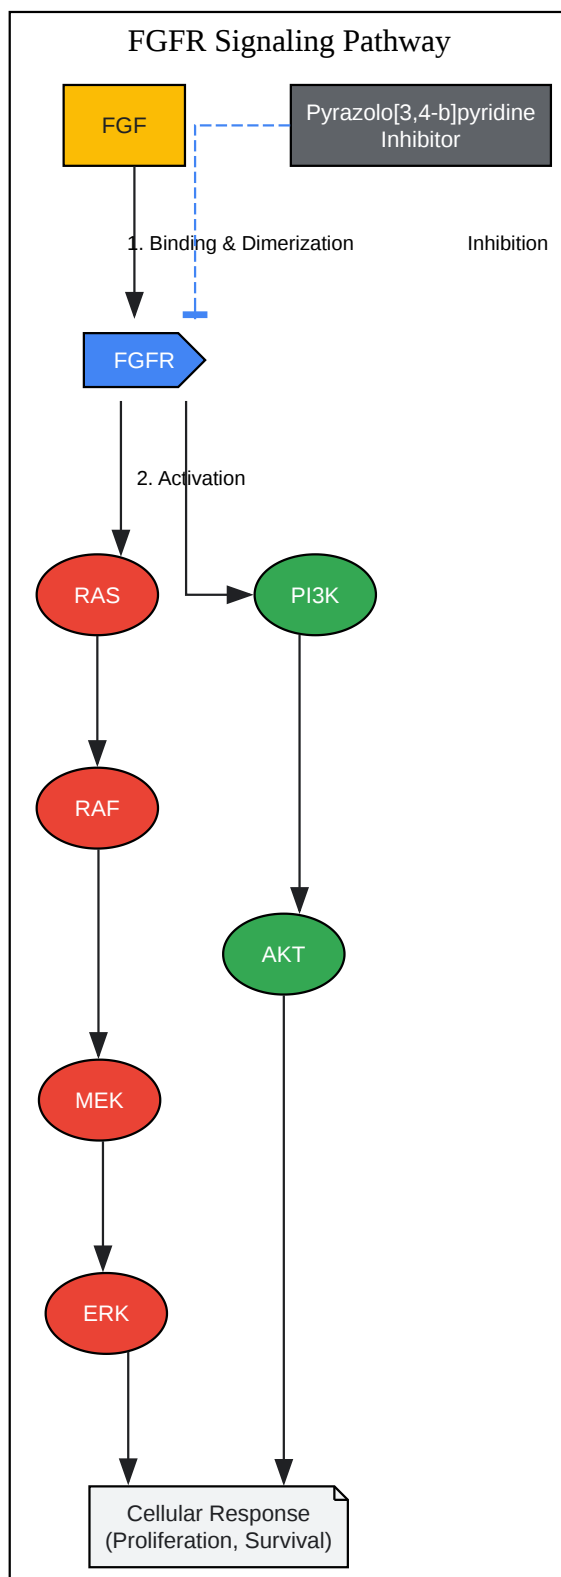 FGFR Signaling Pathway
FGF
Pyrazolo[3,4-b]pyridine
Inhibitor
1. Binding & Dimerization
Inhibition
FGFR
2. Activation
RAS
PI3K
RAF
AKT
MEK
ERK
Cellular Response
(Proliferation, Survival)